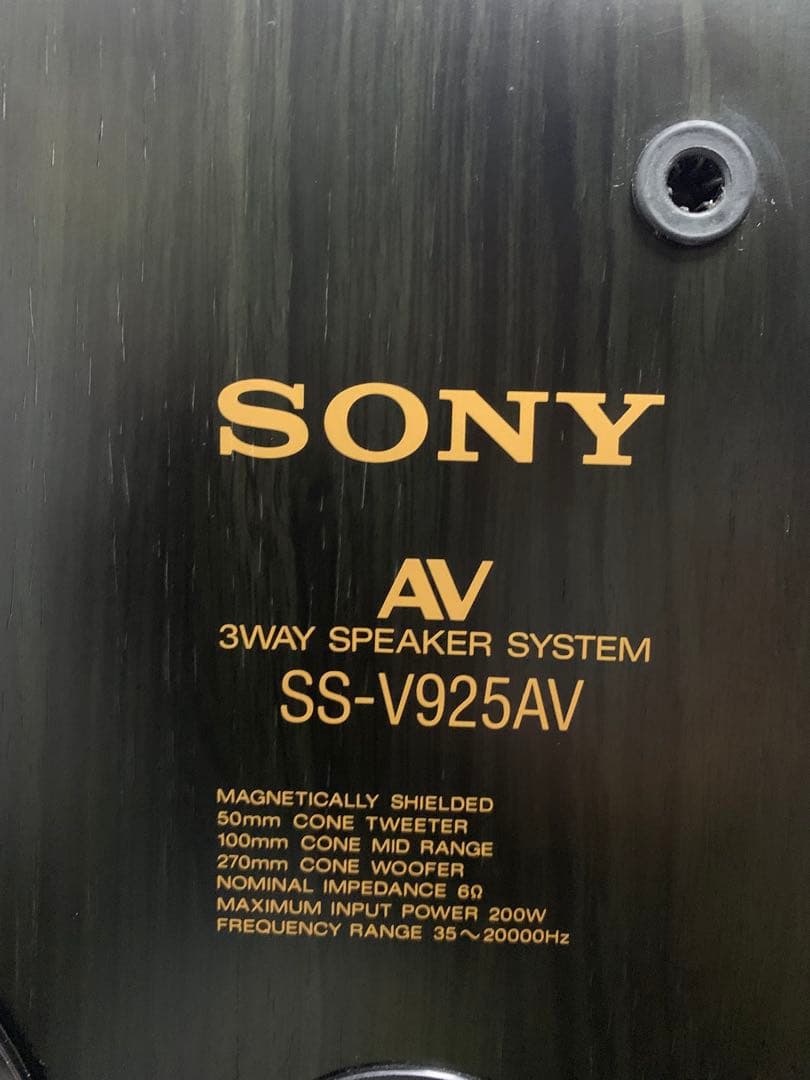 SONY
AV
3WAY SPEAKER SYSTEM
SS-V925AV
MAGNETICALLY SHIELDED
50mm CONE TWEETER
100mm CONE MID RANGE
270mm CONE WOOFER
NOMINAL IMPEDANCE 6Ω
MAXIMUM INPUT POWER 200W
FREQUENCY RANGE 35～20000Hz